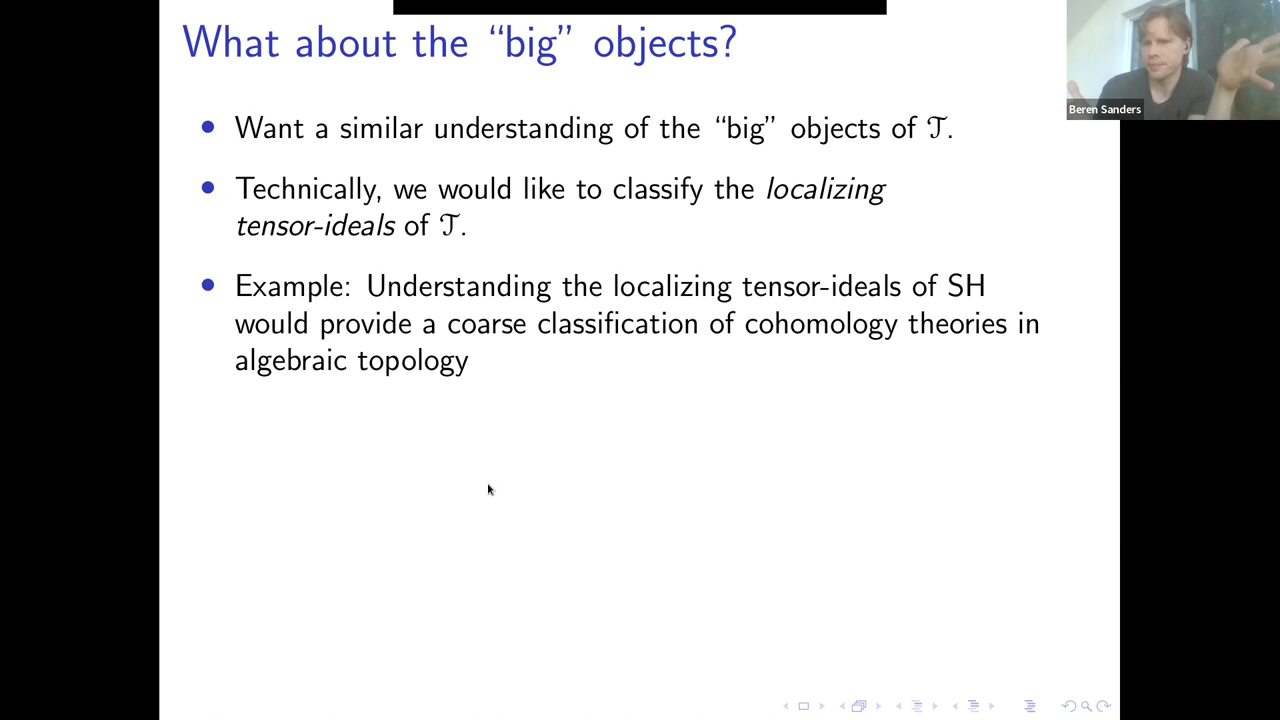 What about the “big” objects?
Beren Sanders
• Want a similar understanding of the “big” objects of 𝒯.
• Technically, we would like to classify the localizing
tensor-ideals of 𝒯.
• Example: Understanding the localizing tensor-ideals of SH
would provide a coarse classification of cohomology theories in
algebraic topology